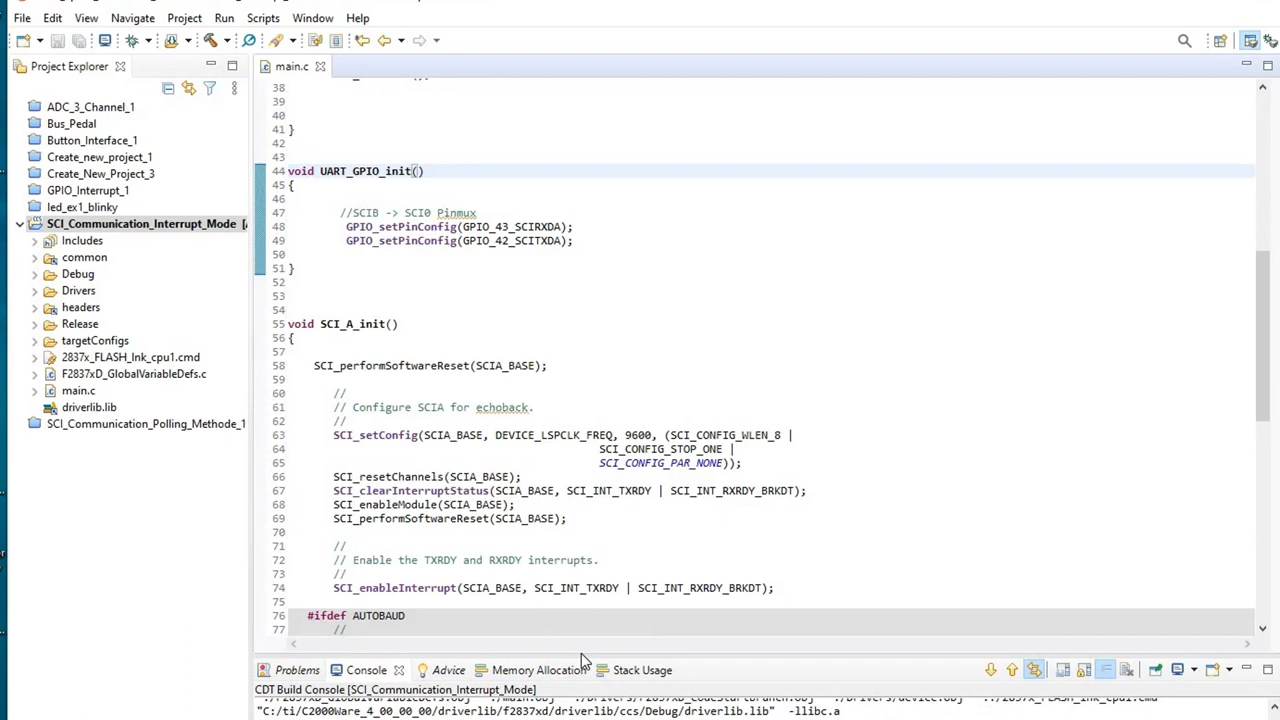 File Edit View Navigate Project Run Scripts Window Help
Project Explorer
main.c
ADC_3_Channel_1
Bus_Pedal
Button_Interface_1
Create_new_project_1
Create_New_Project_3
GPIO_Interrupt_1
led_ex1_blinky
SCI_Communication_Interrupt_Mode [
Includes
common
Debug
Drivers
headers
Release
targetConfigs
2837x_FLASH_lnk_cpu1.cmd
F2837xD_GlobalVariableDefs.c
main.c
driverlib.lib
SCI_Communication_Polling_Methode_1
38
39
40
41 }
42
43
44 void UART_GPIO_init()
45 {
46
47 //SCIB -> SCI0 Pinmux
48 GPIO_setPinConfig(GPIO_43_SCIRXDA);
49 GPIO_setPinConfig(GPIO_42_SCITXDA);
50
51 }
52
53
54
55 void SCI_A_init()
56 {
57
58 SCI_performSoftwareReset(SCIA_BASE);
59
60 //
61 // Configure SCIA for echoback.
62 //
63 SCI_setConfig(SCIA_BASE, DEVICE_LSPCLK_FREQ, 9600, (SCI_CONFIG_WLEN_8 |
64 SCI_CONFIG_STOP_ONE |
65 SCI_CONFIG_PAR_NONE));
66 SCI_resetChannels(SCIA_BASE);
67 SCI_clearInterruptStatus(SCIA_BASE, SCI_INT_TXRDY | SCI_INT_RXRDY_BRKDT);
68 SCI_enableModule(SCIA_BASE);
69 SCI_performSoftwareReset(SCIA_BASE);
70
71 //
72 // Enable the TXRDY and RXRDY interrupts.
73 //
74 SCI_enableInterrupt(SCIA_BASE, SCI_INT_TXRDY | SCI_INT_RXRDY_BRKDT);
75
76 #ifdef AUTOBAUD
77 //
Problems Console Advice Memory Allocation Stack Usage
CDT Build Console [SCI_Communication_Interrupt_Mode]
"C:/ti/C2000Ware_4_00_00_00/driverlib/f2837xd/driverlib/ccs/Debug/driverlib.lib" -llibc.a